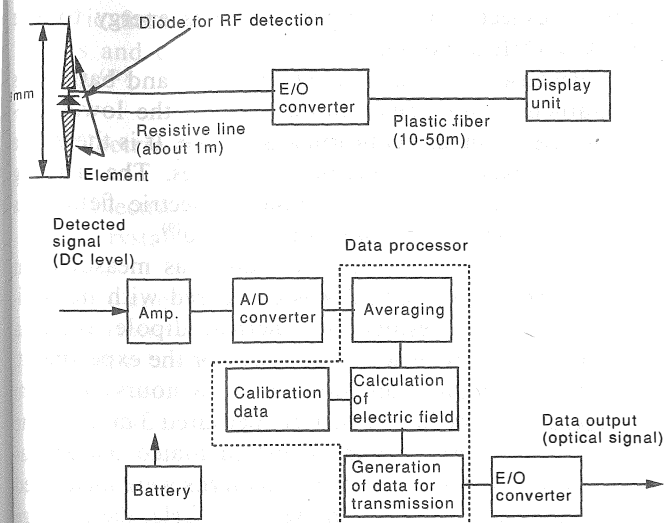 Diode for RF detection
mm
E/O
converter
Display
unit
Resistive line
(about 1m)
Plastic fiber
(10-50m)
Element
Detected
signal
(DC level)
Data processor
Amp.
A/D
converter
Averaging
Calibration
data
Calculation
of
electric field
Data output
(optical signal)
Battery
Generation
of data for
transmission
E/O
converter